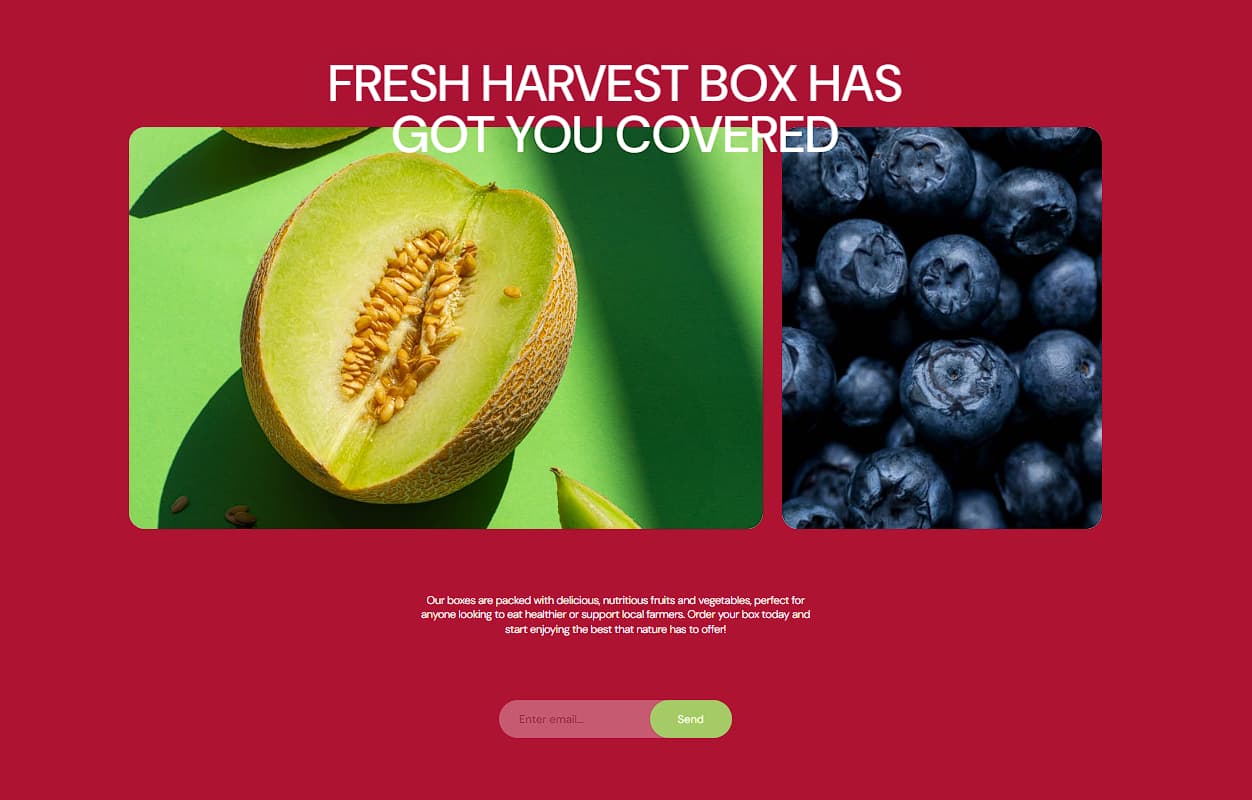 FRESH HARVEST BOX HAS
GOT YOU COVERED
Our boxes are packed with delicious, nutritious fruits and vegetables, perfect for
anyone looking to eat healthier or support local farmers. Order your box today and
start enjoying the best that nature has to offer!
Enter email...
Send